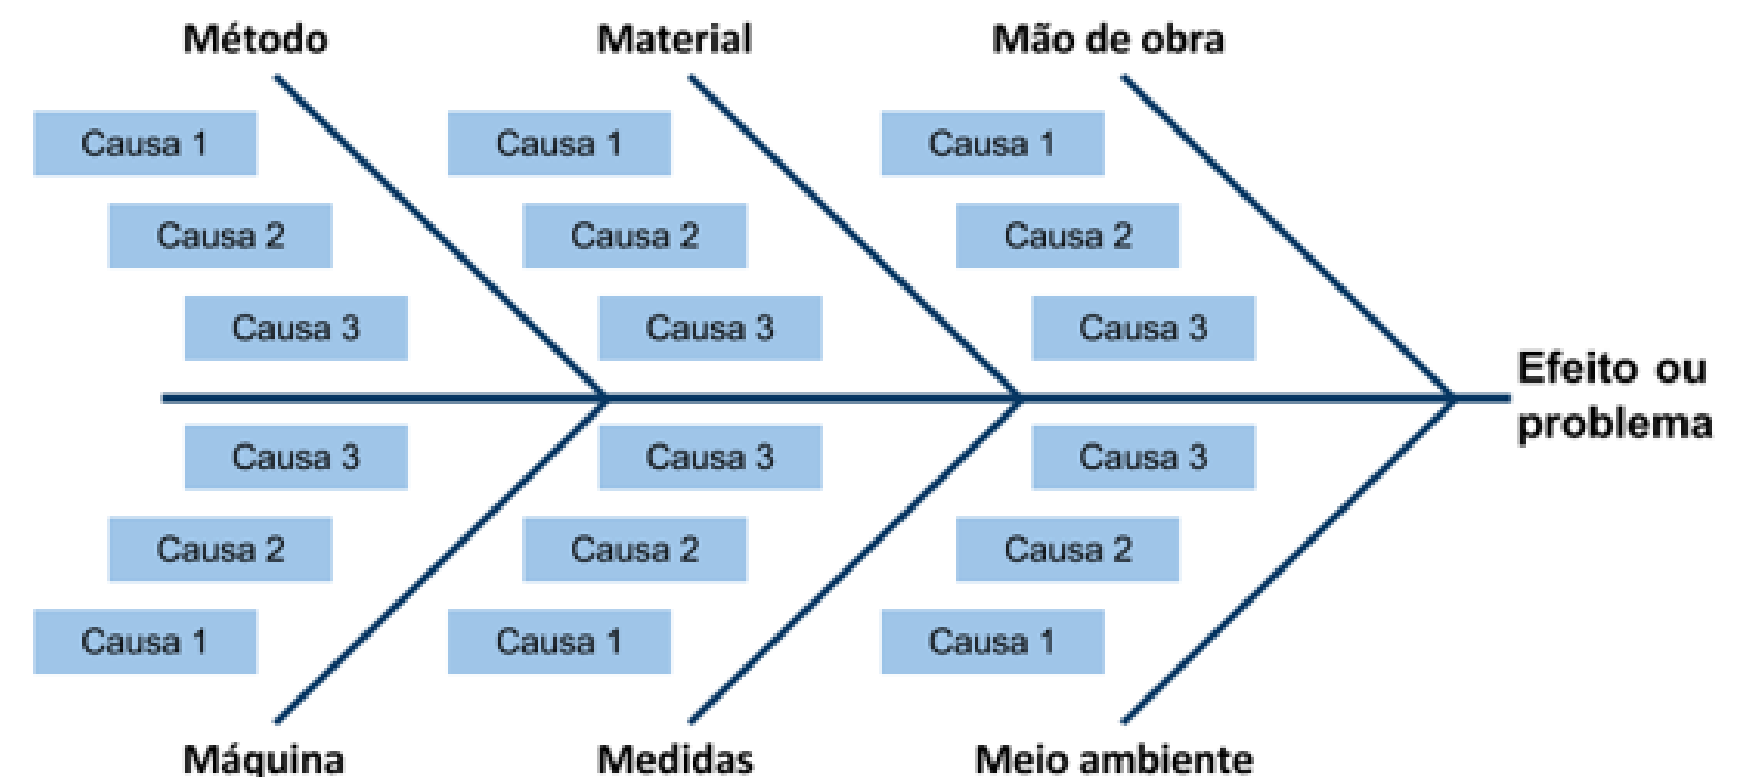 Método Material Mão de obra
Causa 1 Causa 1 Causa 1
Causa 2 Causa 2 Causa 2
Causa 3 Causa 3 Causa 3
Efeito ou
problema
Causa 3 Causa 3 Causa 3
Causa 2 Causa 2 Causa 2
Causa 1 Causa 1 Causa 1
Máquina Medidas Meio ambiente